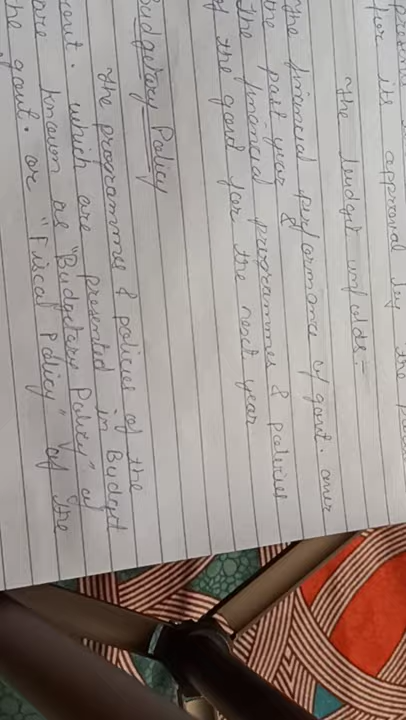 for its approval by the
The budget unfolds:-
the financial performance of govt. over
the past year &
the financial programmes & policies
of the govt for the next year
Budgetary Policy
The programmes & policies of the
govt. which are presented in Budget
are known as "Budgetary Policy" of
the govt. or "Fiscal Policy" of the